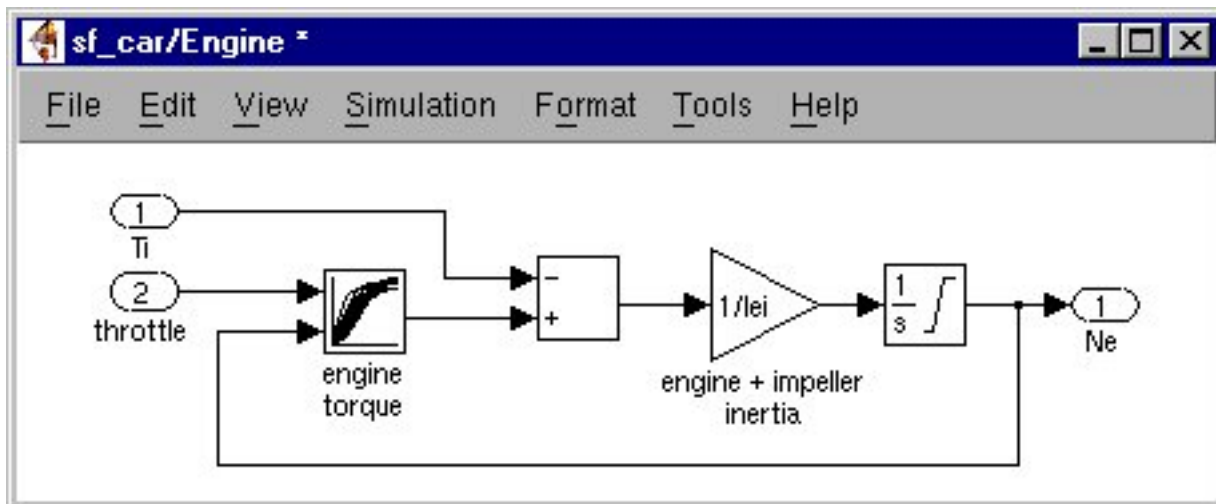 sf_car/Engine *
File Edit View Simulation Format Tools Help
1
Ti
2
throttle
engine
torque
−
+
1/Iei
engine + impeller
inertia
1
s
1
Ne